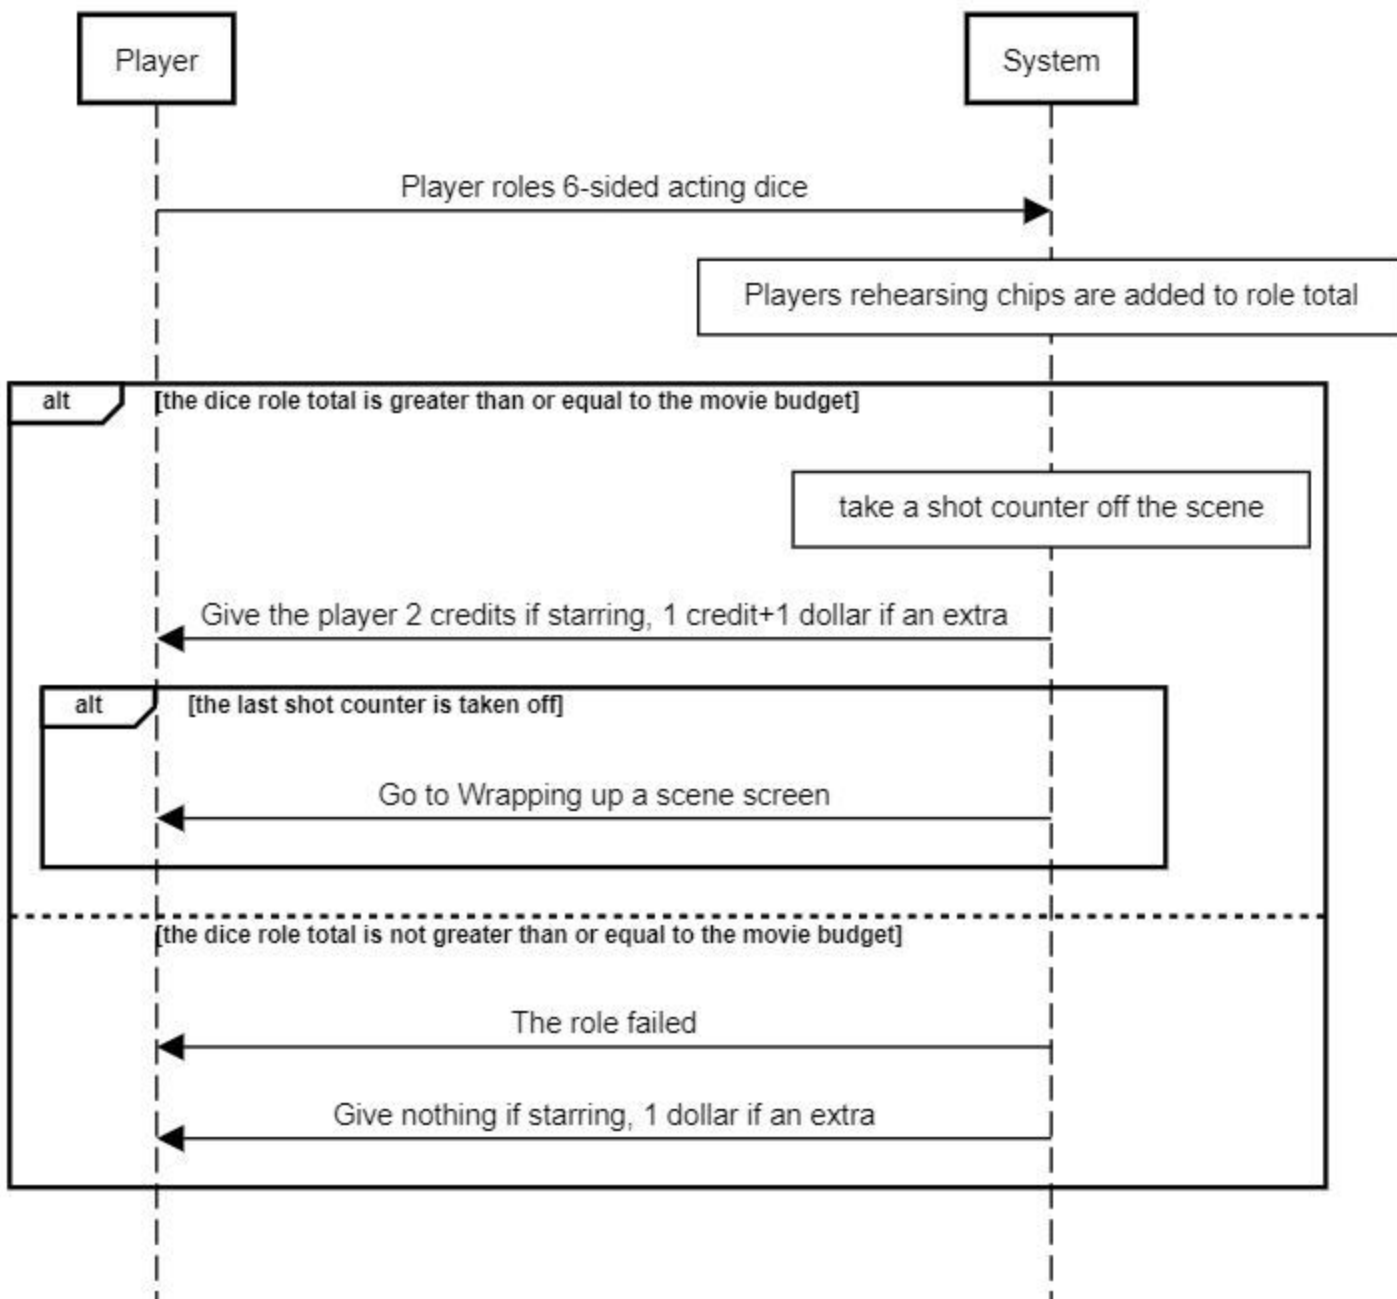 Player
System
Player roles 6-sided acting dice
Players rehearsing chips are added to role total
alt
[the dice role total is greater than or equal to the movie budget]
take a shot counter off the scene
Give the player 2 credits if starring, 1 credit+1 dollar if an extra
alt
[the last shot counter is taken off]
Go to Wrapping up a scene screen
[the dice role total is not greater than or equal to the movie budget]
The role failed
Give nothing if starring, 1 dollar if an extra